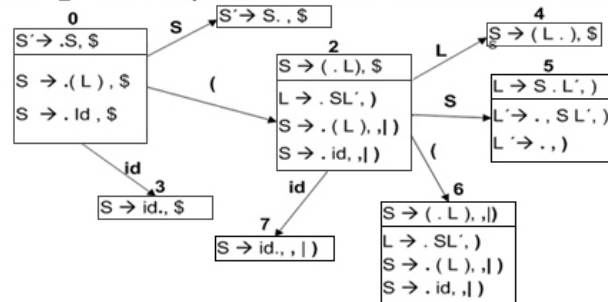 0
S´→ .S, $
S → .( L ) , $
S → . Id , $
S
S´→ S. , $
(
id
3
S → id., $
2
S → ( . L), $
L → . SL´, )
S → . ( L ), ,| )
S → . id, ,| )
L
4
S → ( L . ), $
S
5
L → S . L´, )
L´→ . , S L´, )
L ´→ . , )
(
6
S → ( . L ), ,|)
L → . SL´, )
S → . ( L ), ,| )
S → . id, ,| )
id
7
S → id., , | )